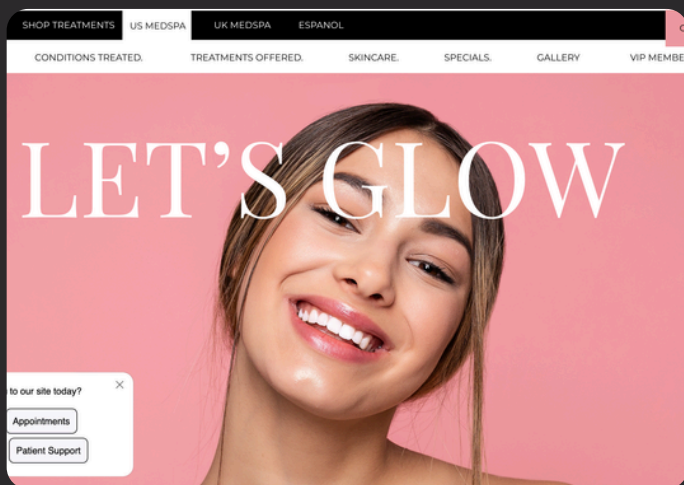 SHOP TREATMENTS US MEDSPA UK MEDSPA ESPANOL
CONDITIONS TREATED. TREATMENTS OFFERED. SKINCARE. SPECIALS. GALLERY VIP
LET'S GLOW
to our site today?
Appointments
Patient Support